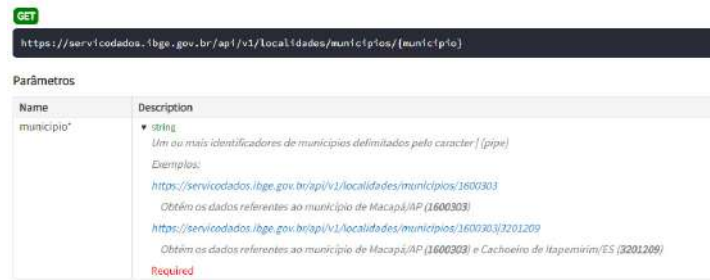 GET
https://servicodados.ibge.gov.br/api/v1/localidades/municipios/{municipio}
Parâmetros
Name Description
municipio* ▼ string
Um ou mais identificadores de municípios delimitados pelo caracter | (pipe)
Exemplos:
https://servicodados.ibge.gov.br/api/v1/localidades/municipios/1600303
Obtém os dados referentes ao município de Macapá/AP (1600303)
https://servicodados.ibge.gov.br/api/v1/localidades/municipios/1600303|3201209
Obtém os dados referentes ao município de Macapá/AP (1600303) e Cachoeiro de Itapemirim/ES (3201209)
Required